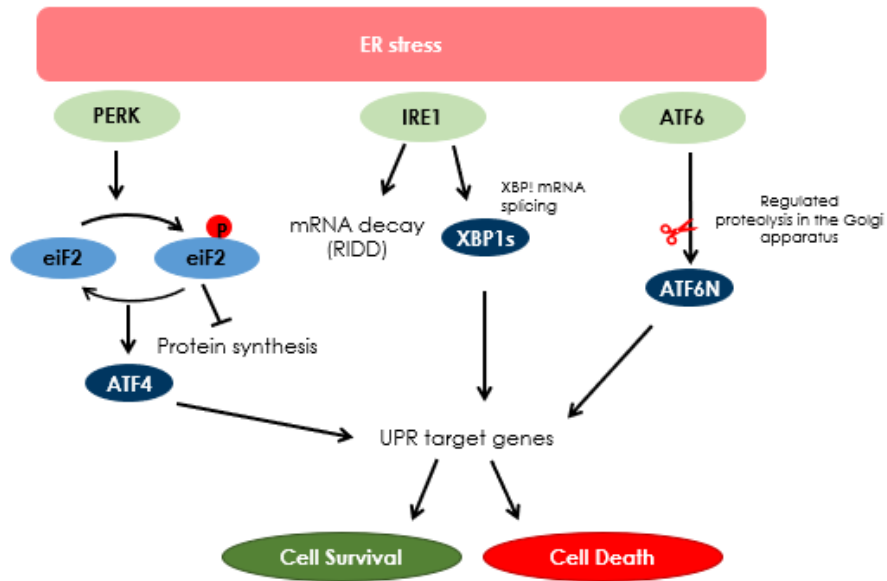 ER stress
PERK
IRE1
ATF6
XBP! mRNA
splicing
Regulated
proteolysis in the Golgi
apparatus
P
mRNA decay
(RIDD)
XBP1s
eiF2
eiF2
ATF6N
Protein synthesis
ATF4
UPR target genes
Cell Survival
Cell Death